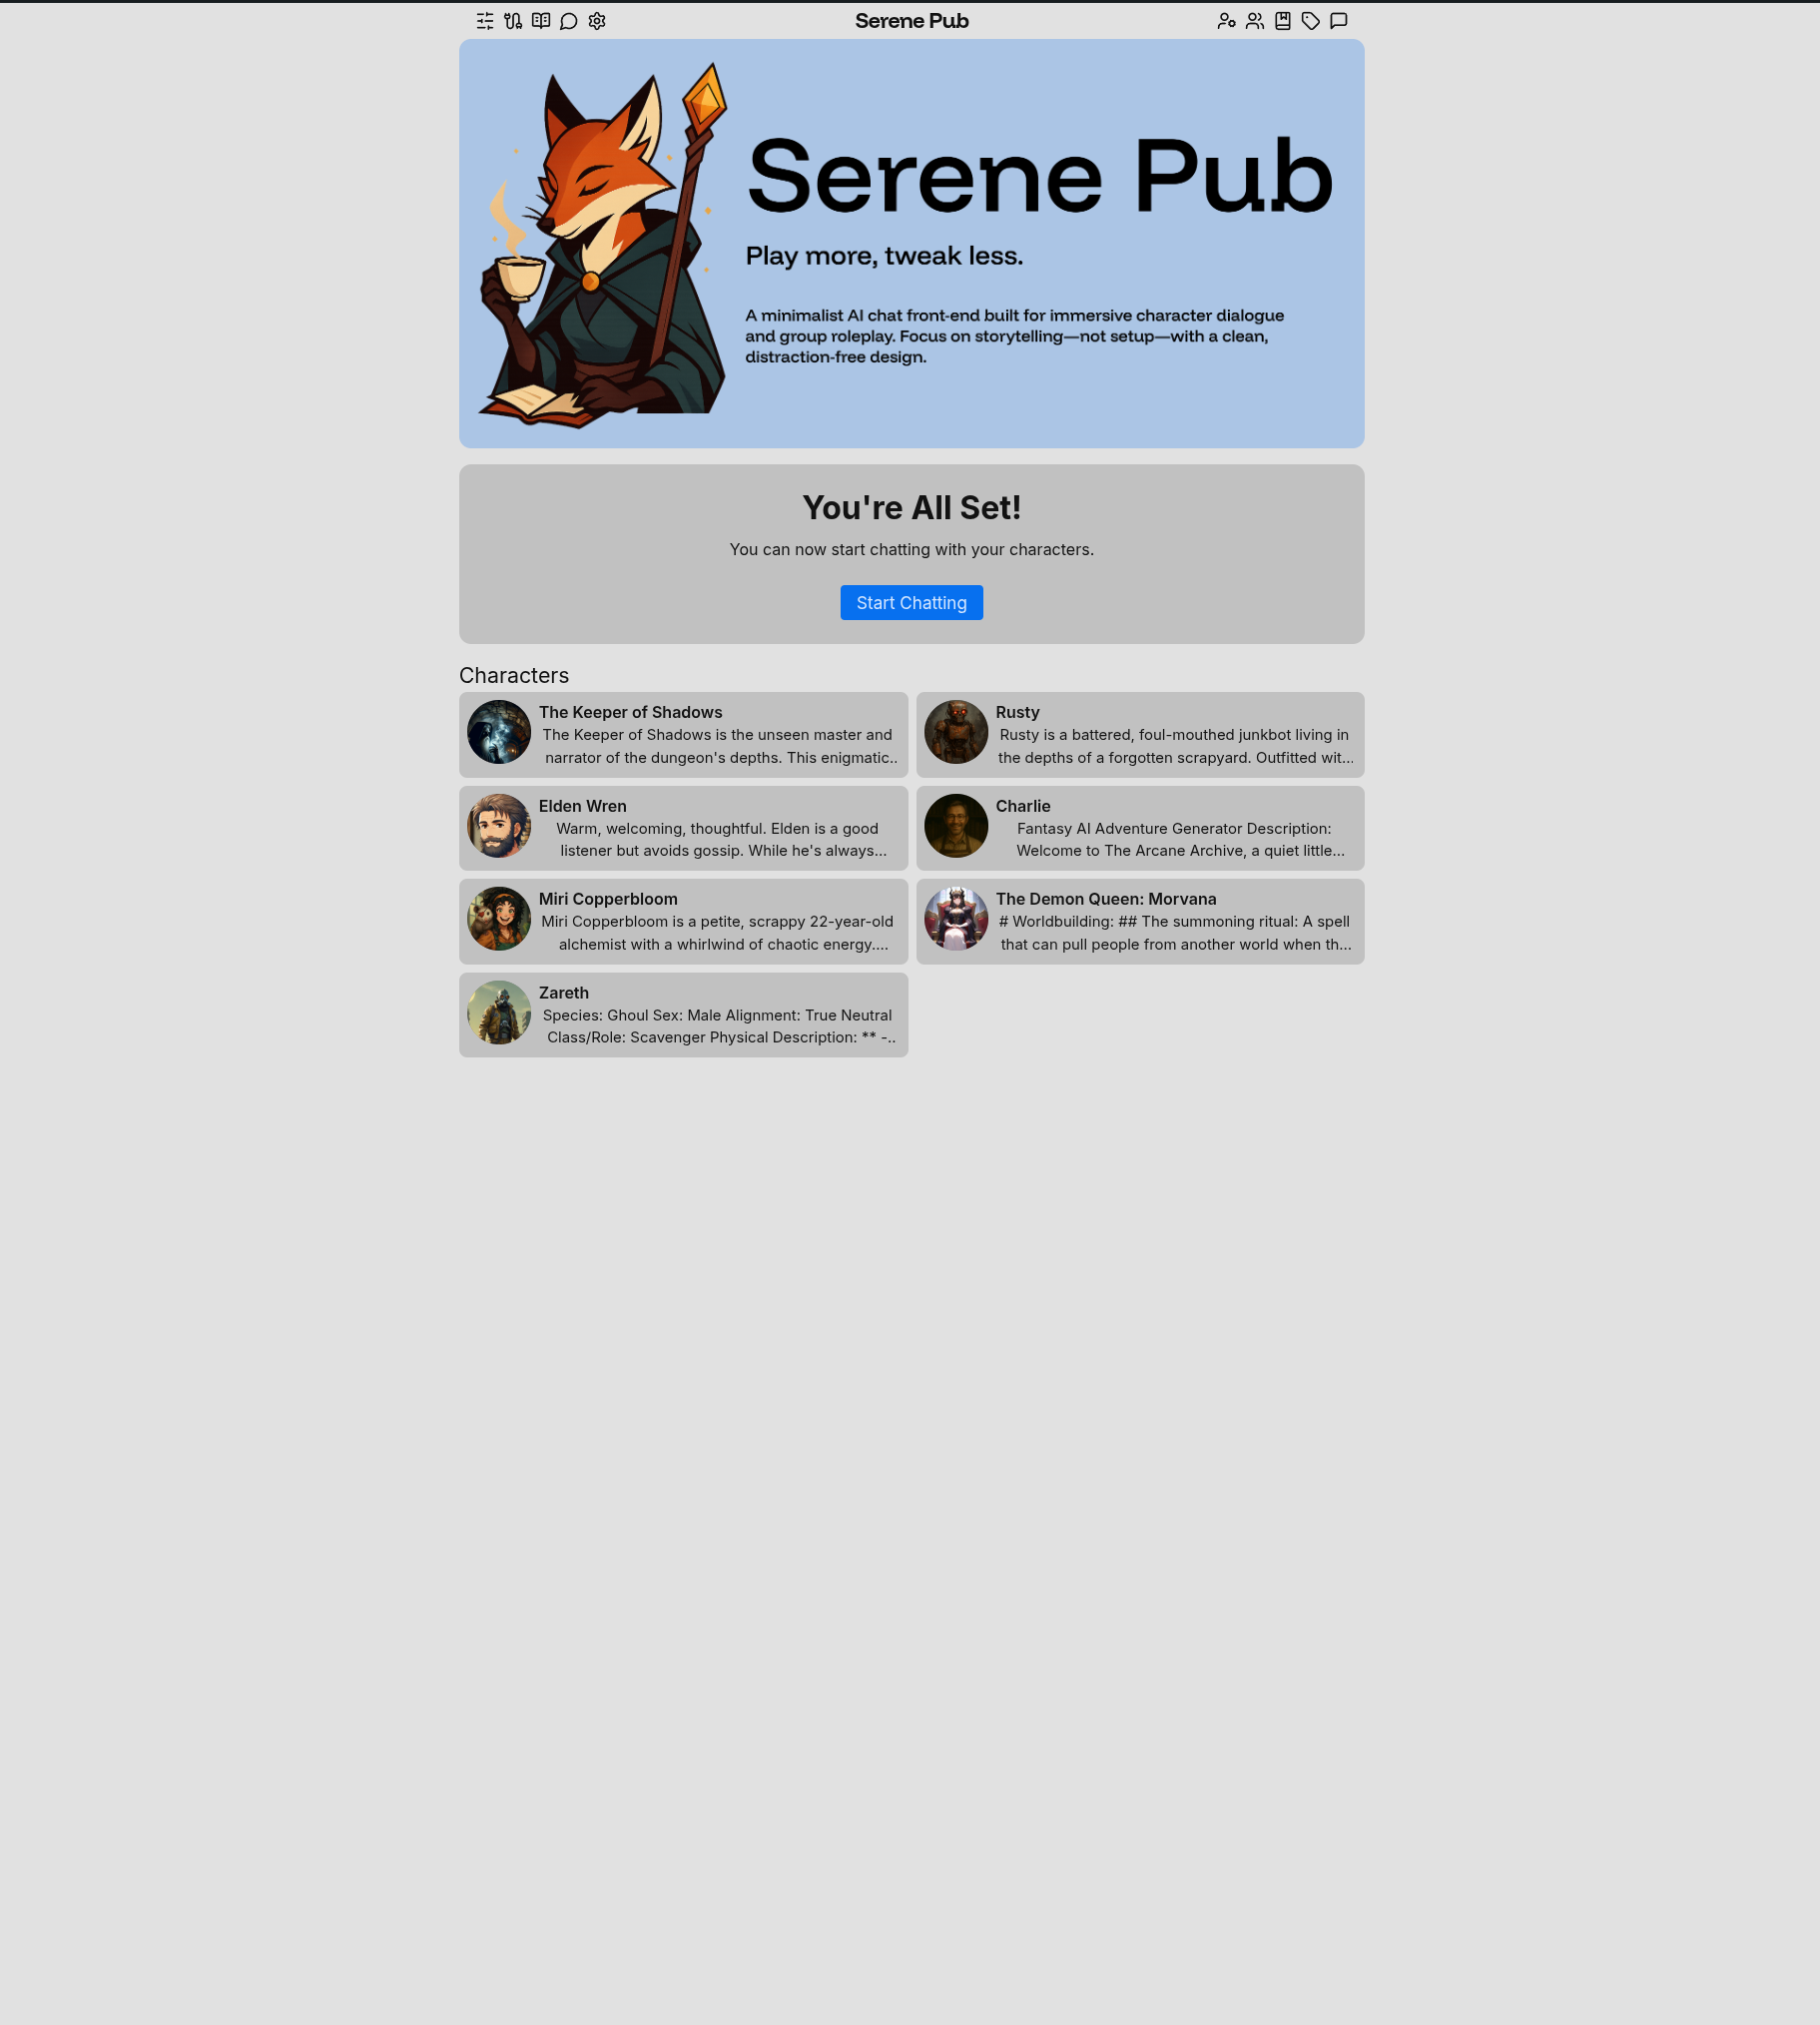 Serene Pub
Serene Pub
Play more, tweak less.
A minimalist AI chat front-end built for immersive character dialogue
and group roleplay. Focus on storytelling—not setup—with a clean,
distraction-free design.
You're All Set!
You can now start chatting with your characters.
Start Chatting
Characters
The Keeper of Shadows
The Keeper of Shadows is the unseen master and
narrator of the dungeon's depths. This enigmatic..
Rusty
Rusty is a battered, foul-mouthed junkbot living in
the depths of a forgotten scrapyard. Outfitted wit...
Elden Wren
Warm, welcoming, thoughtful. Elden is a good
listener but avoids gossip. While he's always...
Charlie
Fantasy AI Adventure Generator Description:
Welcome to The Arcane Archive, a quiet little...
Miri Copperbloom
Miri Copperbloom is a petite, scrappy 22-year-old
alchemist with a whirlwind of chaotic energy....
The Demon Queen: Morvana
# Worldbuilding: ## The summoning ritual: A spell
that can pull people from another world when th...
Zareth
Species: Ghoul Sex: Male Alignment: True Neutral
Class/Role: Scavenger Physical Description: ** -..